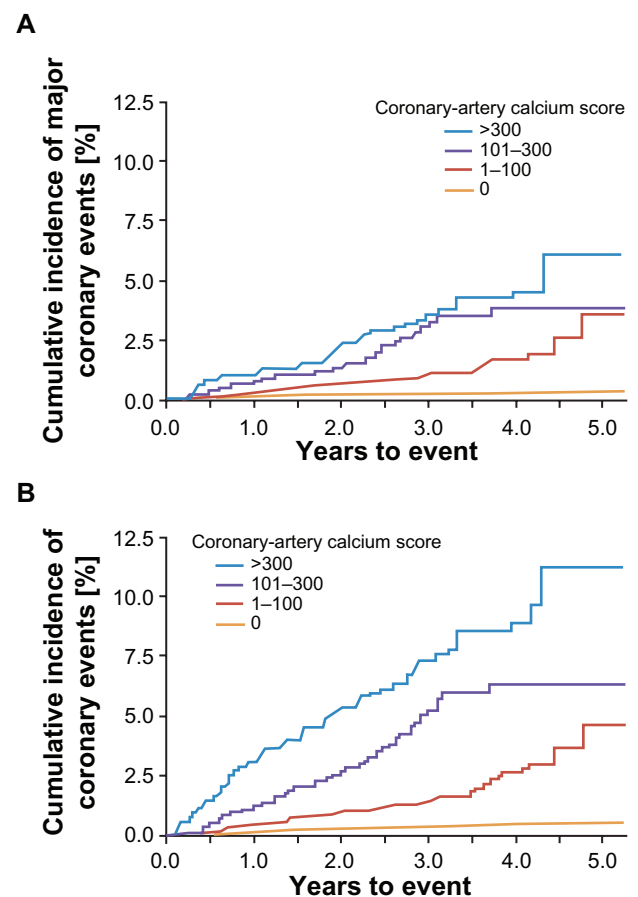 A
Cumulative incidence of major
coronary events [%]
12.5
10.0
7.5
5.0
2.5
0.0
Coronary-artery calcium score
>300
101–300
1–100
0
0.0 1.0 2.0 3.0 4.0 5.0
Years to event
B
Cumulative incidence of
coronary events [%]
12.5
10.0
7.5
5.0
2.5
0.0
Coronary-artery calcium score
>300
101–300
1–100
0
0.0 1.0 2.0 3.0 4.0 5.0
Years to event